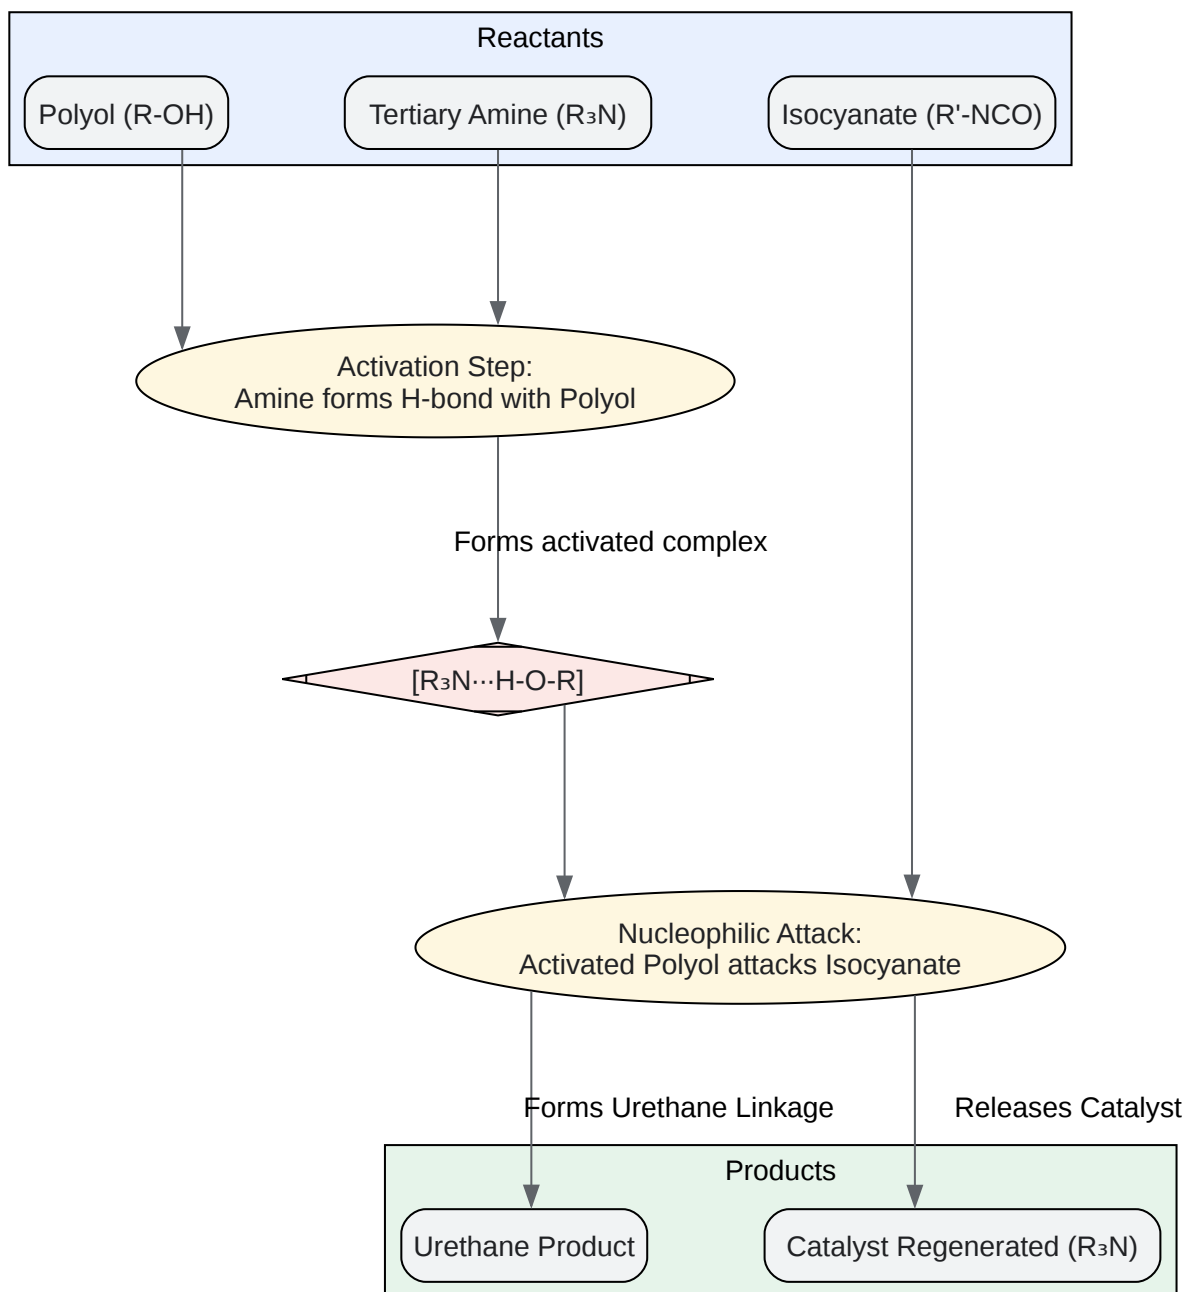 Reactants
Polyol (R-OH)
Tertiary Amine (R₃N)
Isocyanate (R'-NCO)
Activation Step:
Amine forms H-bond with Polyol
Forms activated complex
[R₃N···H-O-R]
Nucleophilic Attack:
Activated Polyol attacks Isocyanate
Forms Urethane Linkage
Releases Catalyst
Products
Urethane Product
Catalyst Regenerated (R₃N)